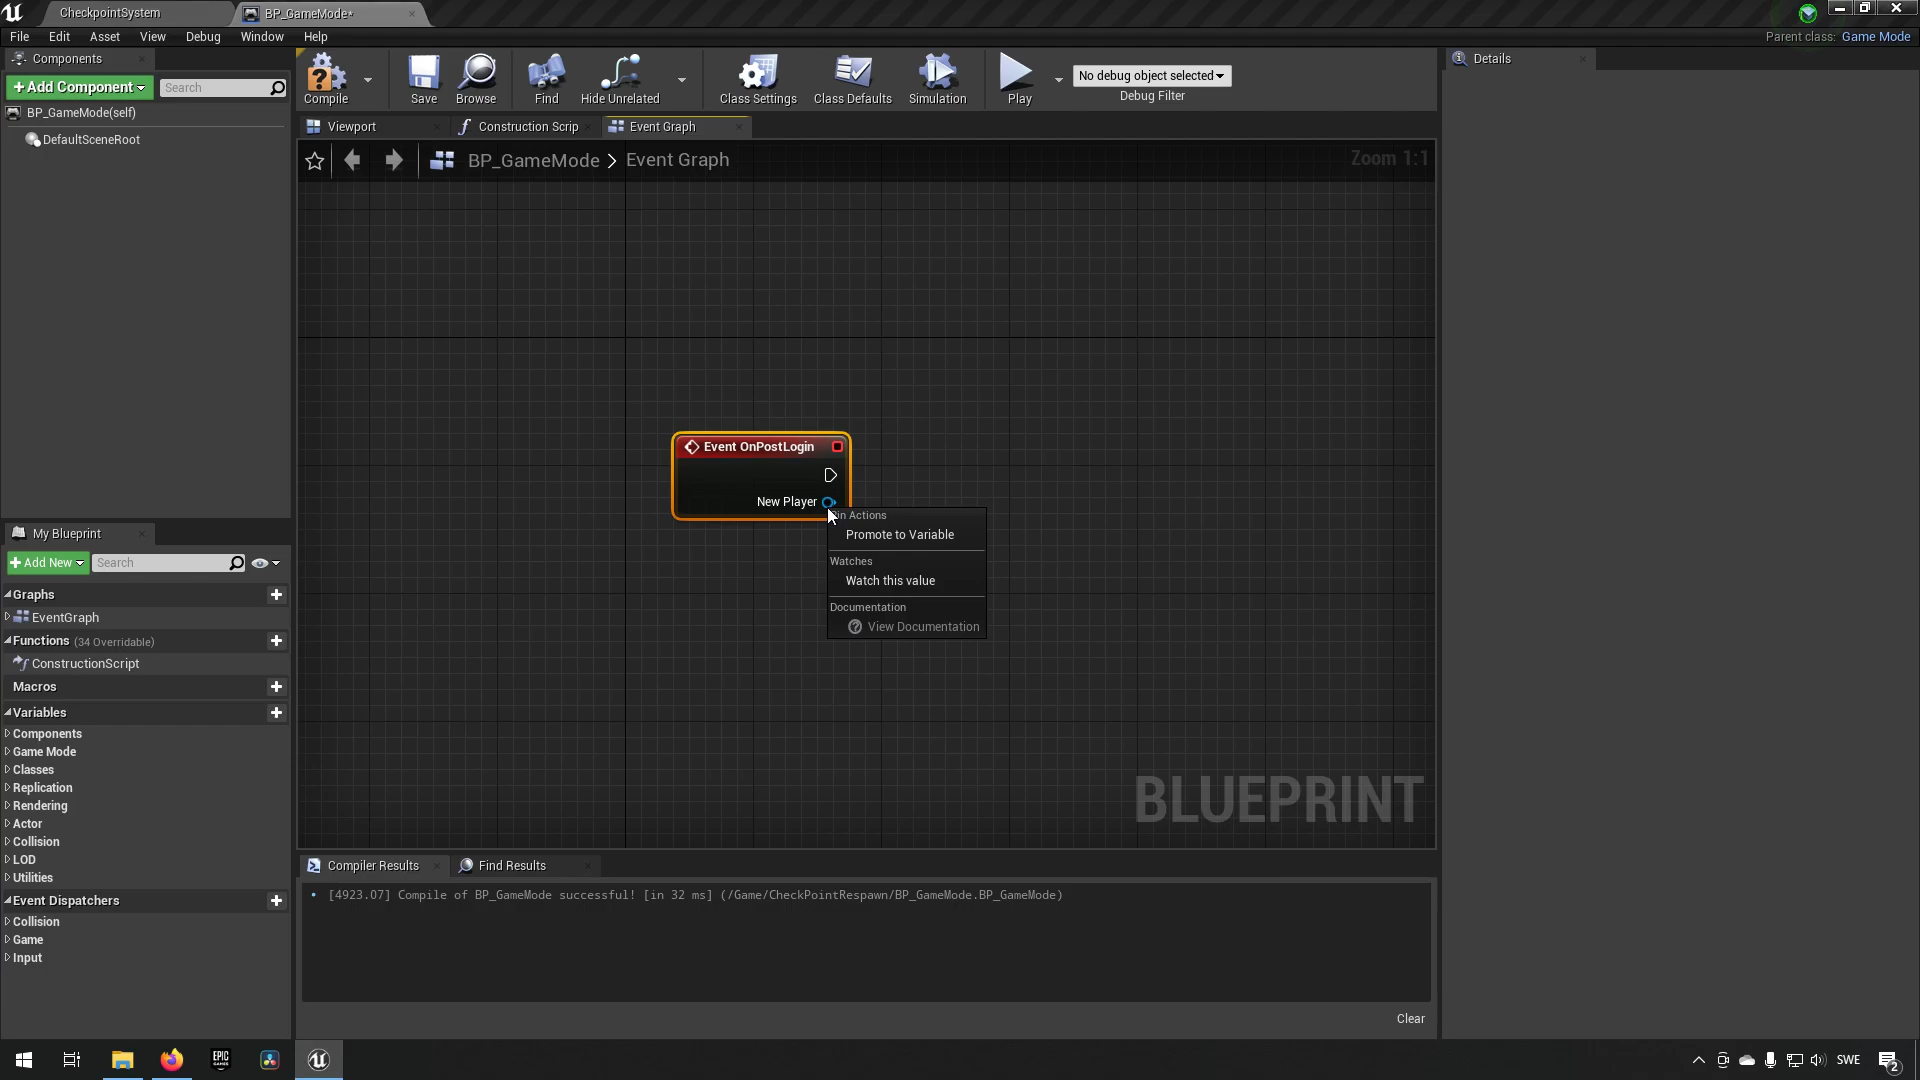 CheckpointSystem
BP_GameMode*
File Edit Asset View Debug Window Help
Parent class: Game Mode
Components
+Add Component
Search
BP_GameMode(self)
DefaultSceneRoot
Compile
Save
Browse
Find
Hide Unrelated
Class Settings
Class Defaults
Simulation
Play
No debug object selected
Debug Filter
Viewport
Construction Scrip
Event Graph
BP_GameMode > Event Graph
Zoom 1:1
Event OnPostLogin
New Player
in Actions
Promote to Variable
Watches
Watch this value
Documentation
View Documentation
BLUEPRINT
My Blueprint
+Add New
Search
Graphs
EventGraph
Functions (34 Overridable)
ConstructionScript
Macros
Variables
Components
Game Mode
Classes
Replication
Rendering
Actor
Collision
LOD
Utilities
Event Dispatchers
Collision
Game
Input
Compiler Results
Find Results
[4923.07] Compile of BP_GameMode successful! [in 32 ms] (/Game/CheckPointRespawn/BP_GameMode.BP_GameMode)
Clear
Details
EPIC
GAMES
SWE
2